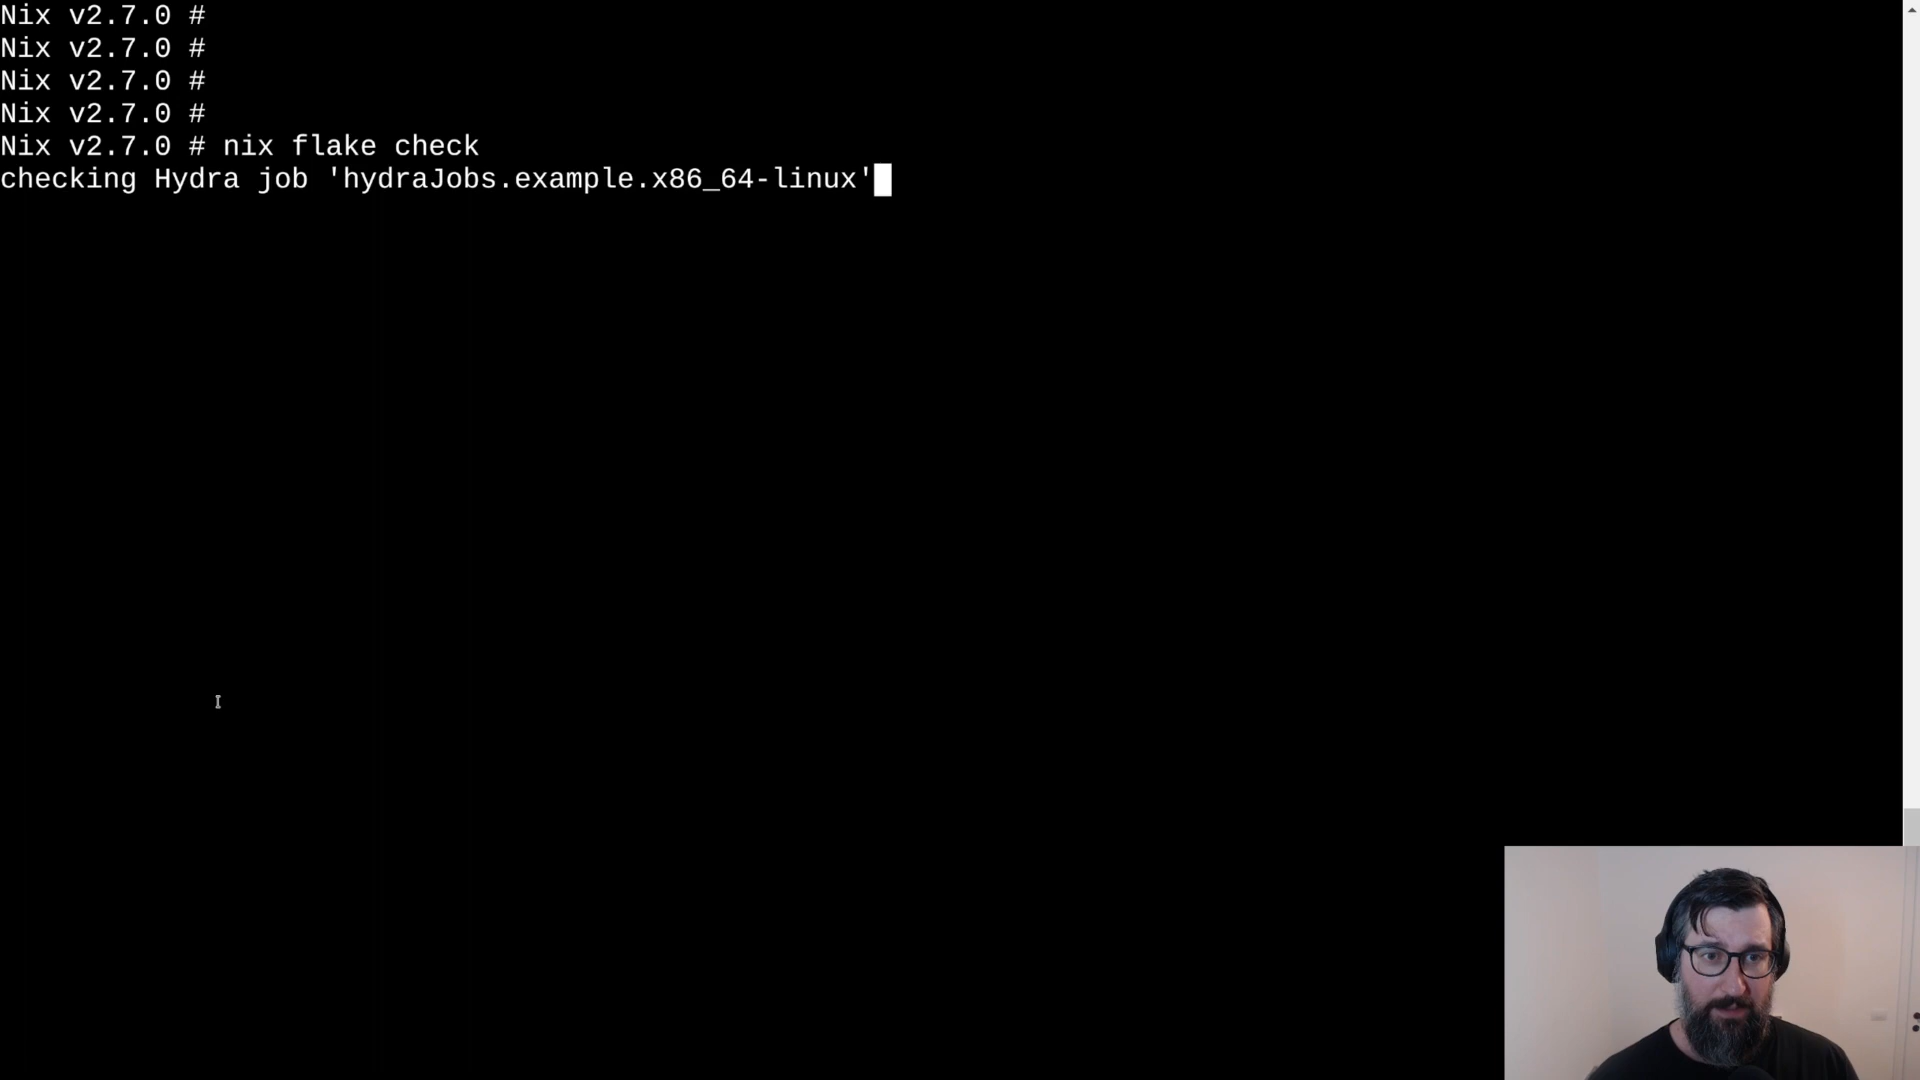 Nix v2.7.0 #
Nix v2.7.0 #
Nix v2.7.0 #
Nix v2.7.0 #
Nix v2.7.0 # nix flake check
checking Hydra job 'hydraJobs.example.x86_64-linux'